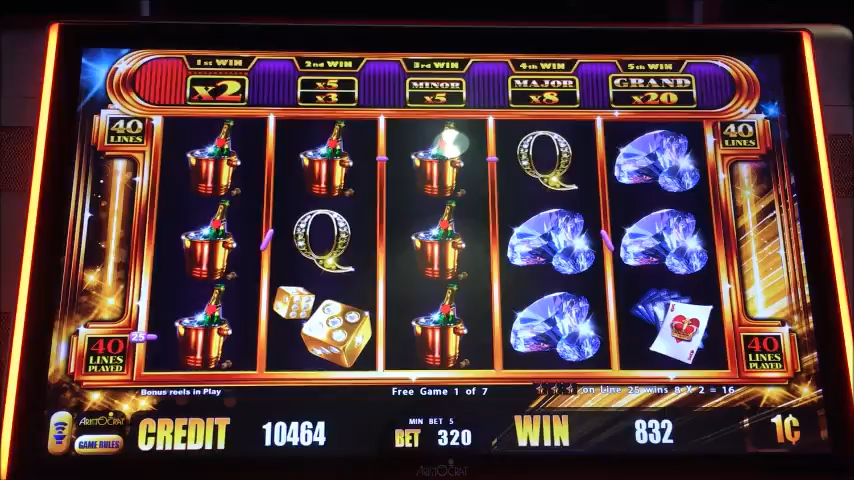 1st WIN 2nd WIN 3rd WIN 4th WIN 5th WIN
x2 x5 x3 MINOR x5 MAJOR x8 GRAND x20
40 LINES 40 LINES
Q
Q
25
40 LINES PLAYED 40 LINES PLAYED
Bonus reels in Play Free Game 1 of 7 on Line 25 wins 8 X 2 = 16
ARISTOCRAT
GAME RULES
CREDIT 10464 MIN BET 5 BET 320 WIN 832 1¢
ARISTOCRAT